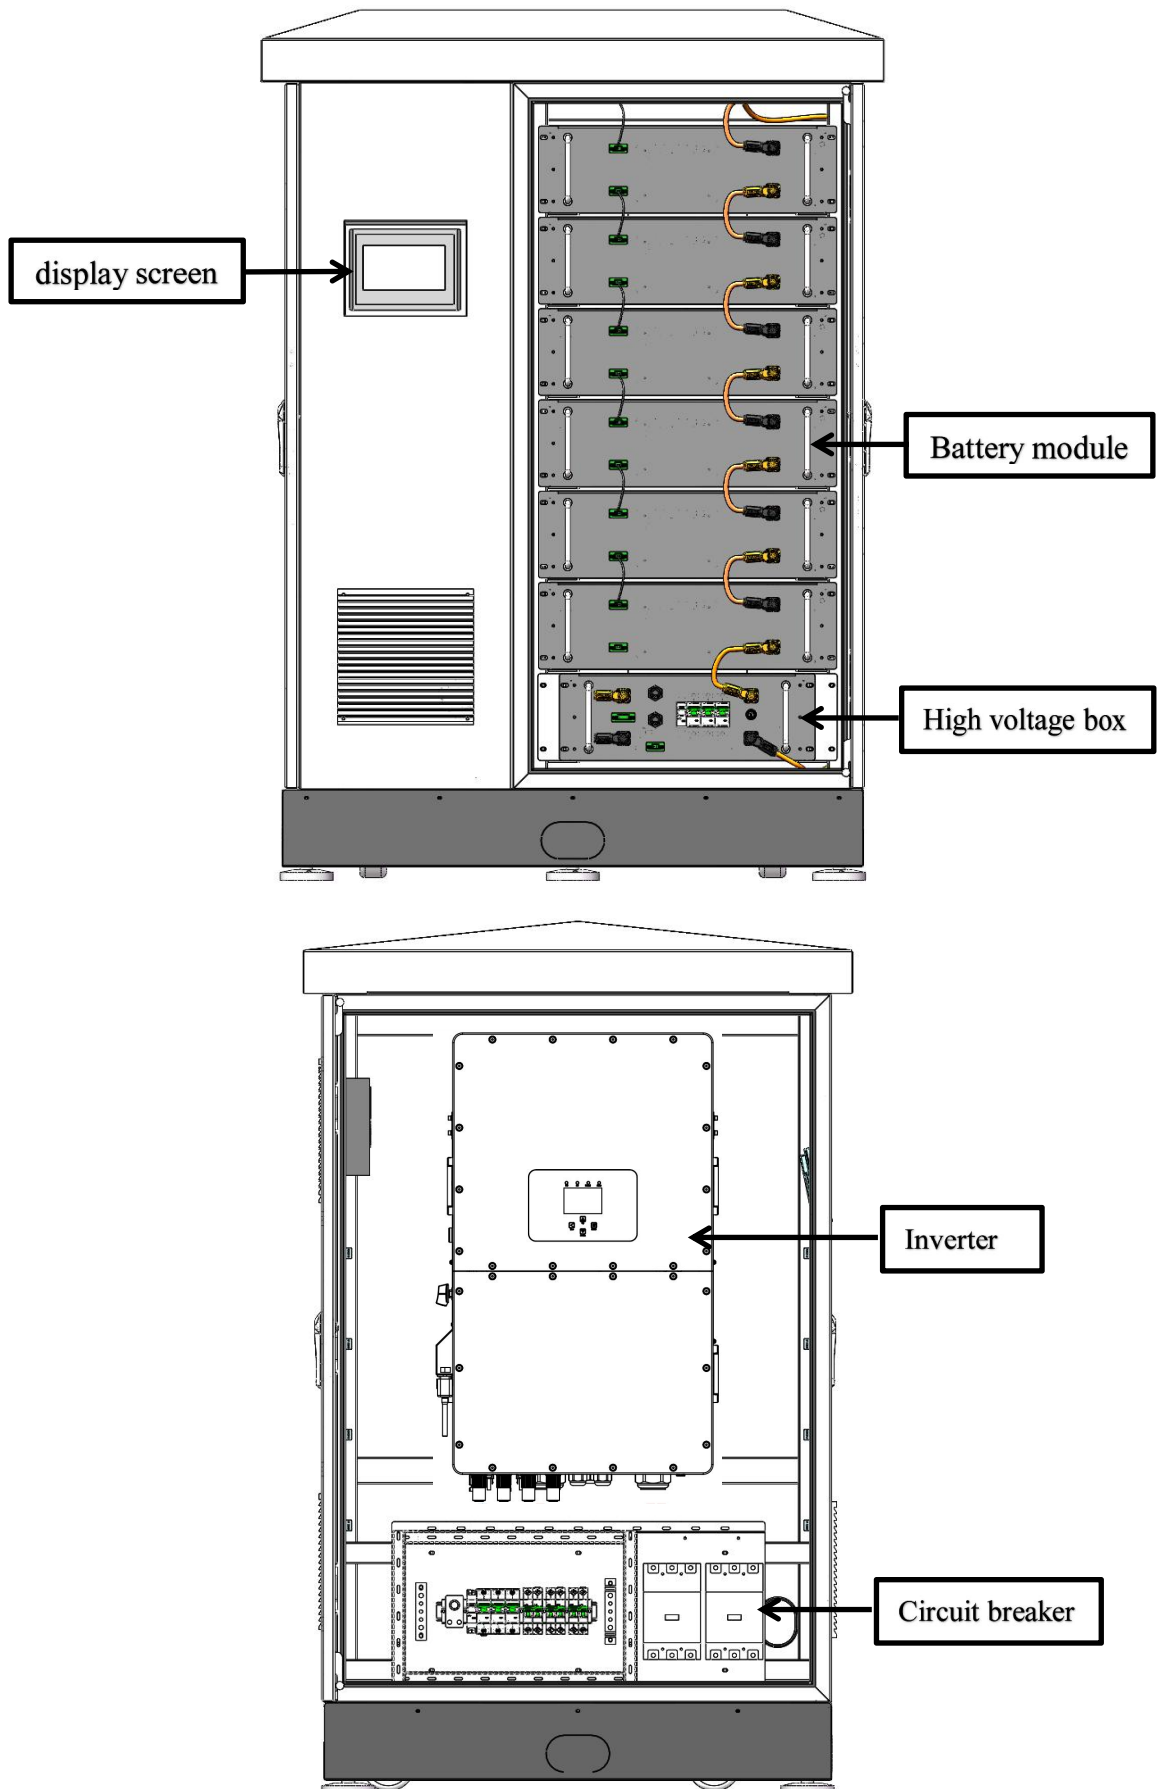 display screen
Battery module
High voltage box
Inverter
Circuit breaker